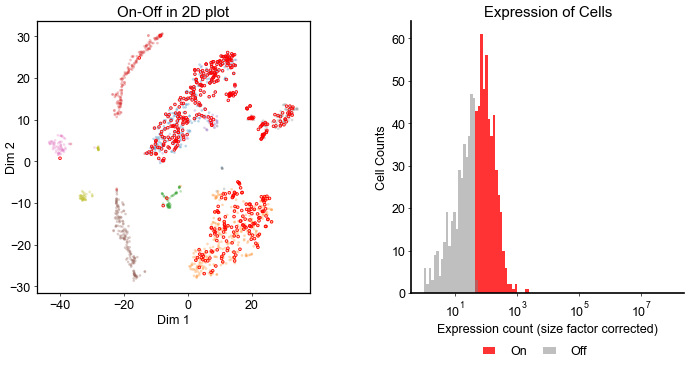 On-Off in 2D plot
Dim 2
30
20
10
0
−10
−20
−30
−40
−20
0
20
Dim 1
Expression of Cells
Cell Counts
60
50
40
30
20
10
0
10^1
10^3
10^5
10^7
Expression count (size factor corrected)
On
Off